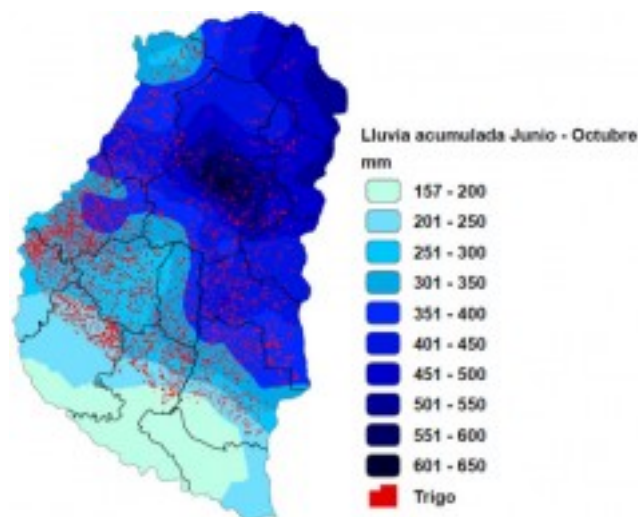 Lluvia acumulada Junio - Octubre
mm
157 - 200
201 - 250
251 - 300
301 - 350
351 - 400
401 - 450
451 - 500
501 - 550
551 - 600
601 - 650
Trigo